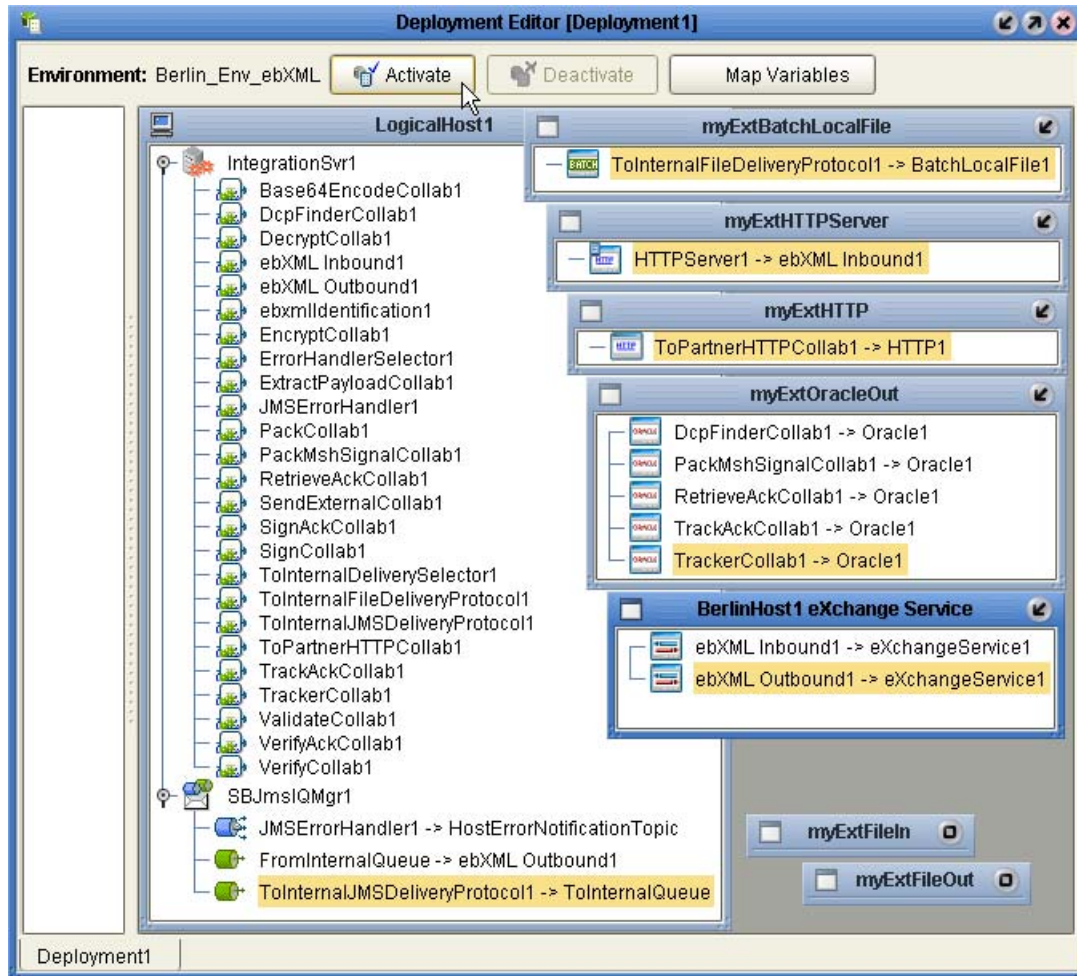 Deployment Editor [Deployment1]
Environment: Berlin_Env_ebXML
Activate
Deactivate
Map Variables
LogicalHost1
IntegrationSvr1
Base64EncodeCollab1
DcpFinderCollab1
DecryptCollab1
ebXML Inbound1
ebXML Outbound1
ebxmlIdentification1
EncryptCollab1
ErrorHandlerSelector1
ExtractPayloadCollab1
JMSErrorHandler1
PackCollab1
PackMshSignalCollab1
RetrieveAckCollab1
SendExternalCollab1
SignAckCollab1
SignCollab1
ToInternalDeliverySelector1
ToInternalFileDeliveryProtocol1
ToInternalJMSDeliveryProtocol1
ToPartnerHTTPCollab1
TrackAckCollab1
TrackerCollab1
ValidateCollab1
VerifyAckCollab1
VerifyCollab1
SBJmsIQMgr1
JMSErrorHandler1 -> HostErrorNotificationTopic
FromInternalQueue -> ebXML Outbound1
ToInternalJMSDeliveryProtocol1 -> ToInternalQueue
myExtBatchLocalFile
BATCH
ToInternalFileDeliveryProtocol1 -> BatchLocalFile1
myExtHTTPServer
HTTP
HTTPServer1 -> ebXML Inbound1
myExtHTTP
HTTP
ToPartnerHTTPCollab1 -> HTTP1
myExtOracleOut
ORACLE
DcpFinderCollab1 -> Oracle1
ORACLE
PackMshSignalCollab1 -> Oracle1
ORACLE
RetrieveAckCollab1 -> Oracle1
ORACLE
TrackAckCollab1 -> Oracle1
ORACLE
TrackerCollab1 -> Oracle1
BerlinHost1 eXchange Service
ebXML Inbound1 -> eXchangeService1
ebXML Outbound1 -> eXchangeService1
myExtFileIn
myExtFileOut
Deployment1